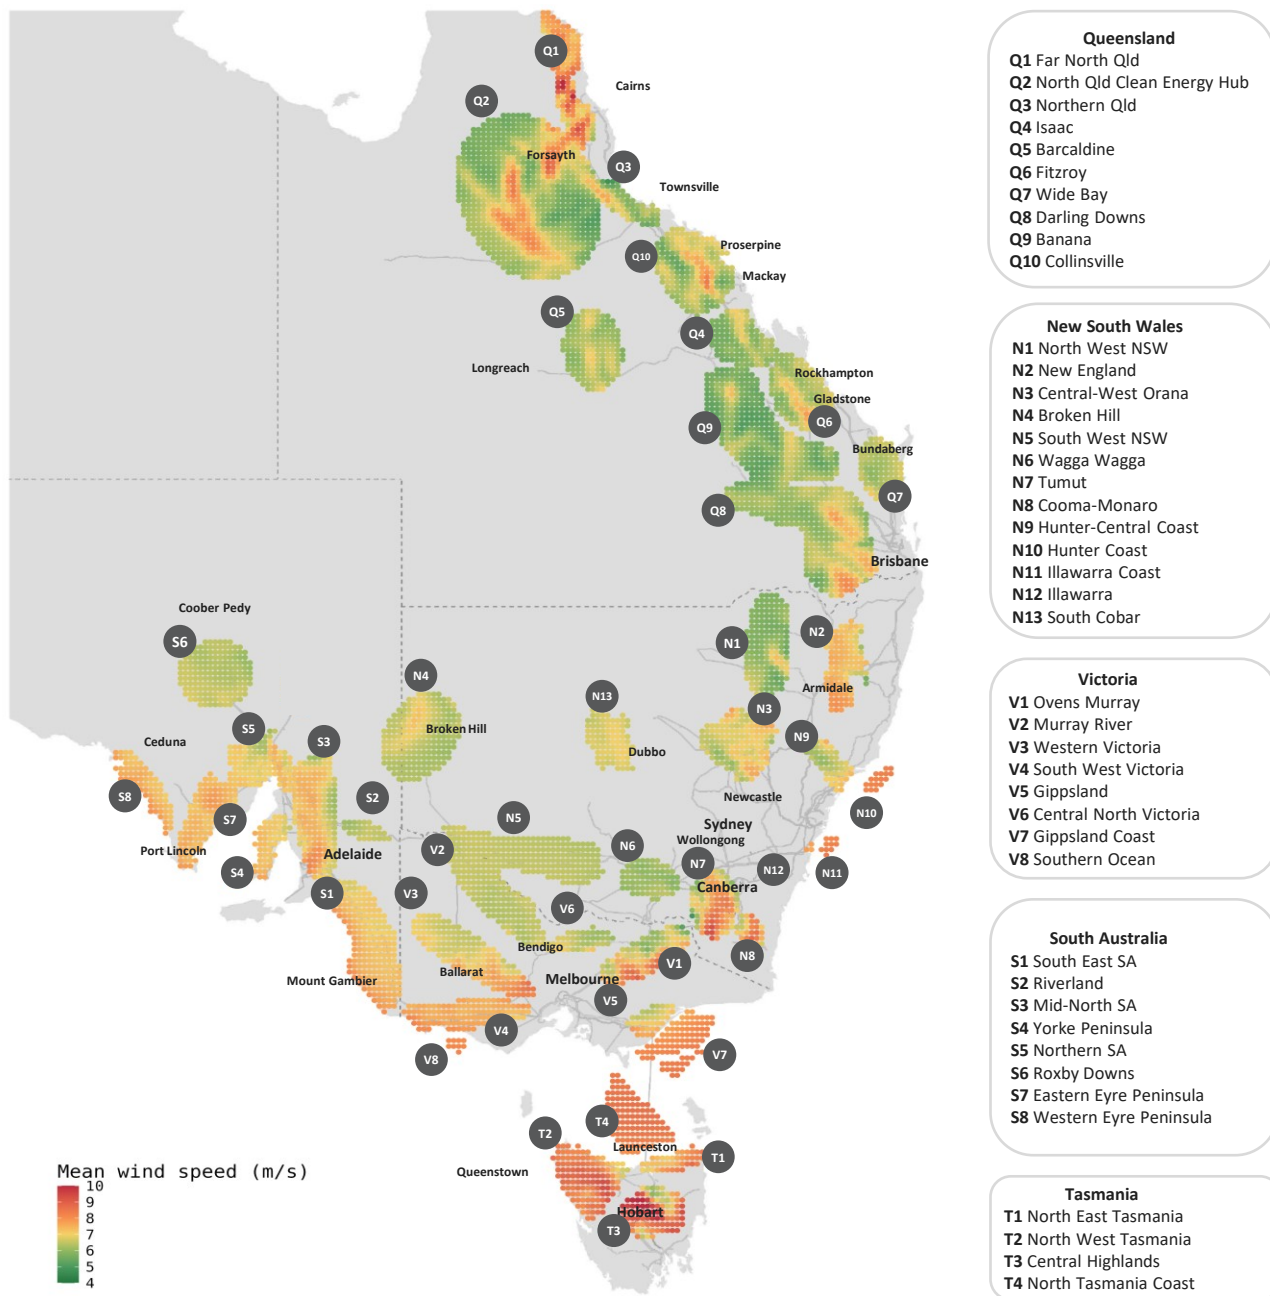 Q1
Cairns
Q2
Forsayth
Q3
Townsville
Proserpine
Q10
Mackay
Q5
Q4
Longreach
Rockhampton
Gladstone
Q9
Q6
Bundaberg
Q7
Q8
Brisbane
Coober Pedy
S6
N1
N2
N4
Armidale
N13
N3
S5
Broken Hill
Ceduna
S3
N9
Dubbo
S8
S2
Newcastle
N10
S7
N5
Sydney
Wollongong
Port Lincoln
Adelaide
V2
N6
N7
N12
N11
S4
S1
V3
Canberra
V6
Bendigo
N8
Mount Gambier
Ballarat
Melbourne
V1
V5
V4
V8
V7
T4
T2
Launceston
T1
Queenstown
Hobart
T3
Mean wind speed (m/s)
10
9
8
7
6
5
4
Queensland
Q1 Far North Qld
Q2 North Qld Clean Energy Hub
Q3 Northern Qld
Q4 Isaac
Q5 Barcaldine
Q6 Fitzroy
Q7 Wide Bay
Q8 Darling Downs
Q9 Banana
Q10 Collinsville
New South Wales
N1 North West NSW
N2 New England
N3 Central-West Orana
N4 Broken Hill
N5 South West NSW
N6 Wagga Wagga
N7 Tumut
N8 Cooma-Monaro
N9 Hunter-Central Coast
N10 Hunter Coast
N11 Illawarra Coast
N12 Illawarra
N13 South Cobar
Victoria
V1 Ovens Murray
V2 Murray River
V3 Western Victoria
V4 South West Victoria
V5 Gippsland
V6 Central North Victoria
V7 Gippsland Coast
V8 Southern Ocean
South Australia
S1 South East SA
S2 Riverland
S3 Mid-North SA
S4 Yorke Peninsula
S5 Northern SA
S6 Roxby Downs
S7 Eastern Eyre Peninsula
S8 Western Eyre Peninsula
Tasmania
T1 North East Tasmania
T2 North West Tasmania
T3 Central Highlands
T4 North Tasmania Coast